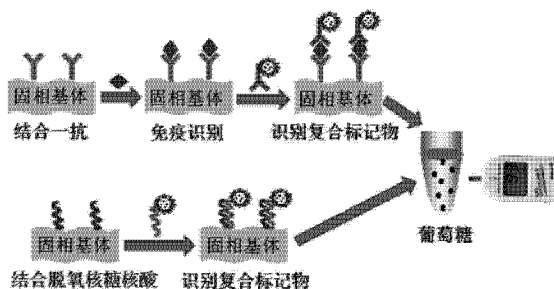 固相基体
固相基体
固相基体
结合一抗
免疫识别
识别复合标记物
葡萄糖
固相基体
固相基体
结合脱氧核糖核酸
识别复合标记物